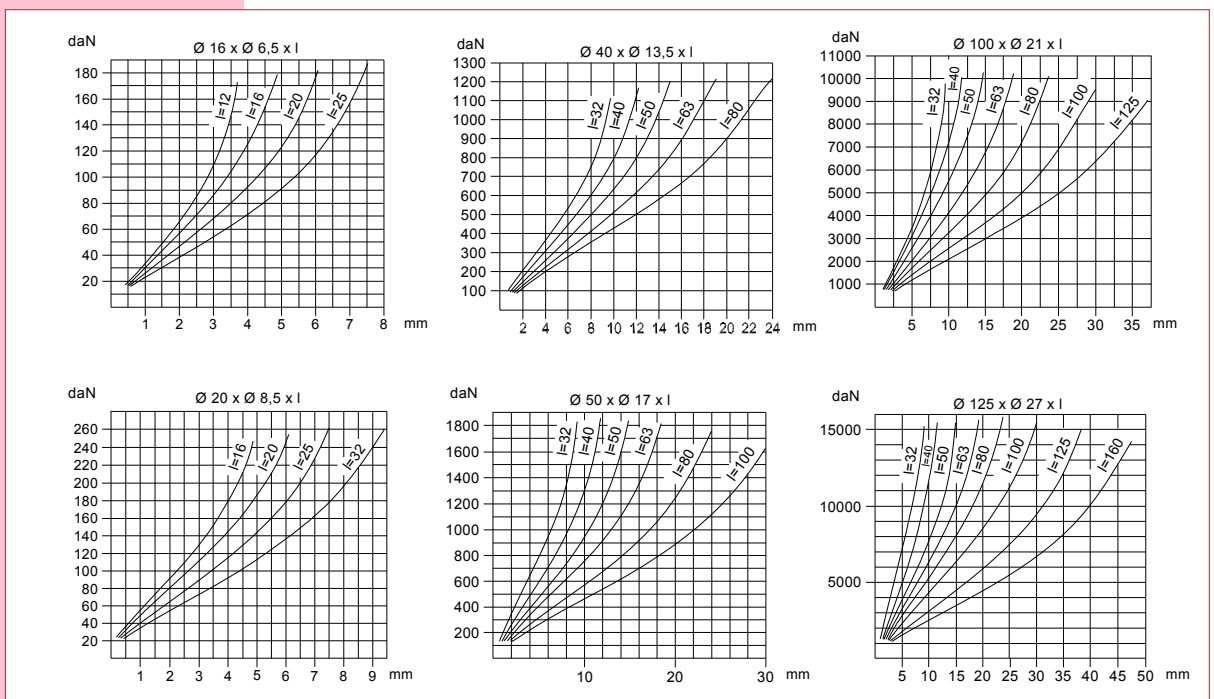 daN
Ø 16 x Ø 6,5 x l
180
160
140
120
100
80
60
40
20
l=12
l=16
l=20
l=25
1 2 3 4 5 6 7 8 mm
daN
Ø 40 x Ø 13,5 x l
1300
1200
1100
1000
900
800
700
600
500
400
300
200
100
l=32
l=40
l=50
l=63
l=80
2 4 6 8 10 12 14 16 18 20 22 24 mm
daN
Ø 100 x Ø 21 x l
11000
10000
9000
8000
7000
6000
5000
4000
3000
2000
1000
l=32
l=40
l=50
l=63
l=80
l=100
l=125
5 10 15 20 25 30 35 mm
daN
Ø 20 x Ø 8,5 x l
260
240
220
200
180
160
140
120
100
80
60
40
20
l=16
l=20
l=25
l=32
1 2 3 4 5 6 7 8 9 mm
daN
Ø 50 x Ø 17 x l
1800
1600
1400
1200
1000
800
600
400
200
l=32
l=40
l=50
l=63
l=80
l=100
10 20 30 mm
daN
Ø 125 x Ø 27 x l
15000
10000
5000
l=32
l=40
l=50
l=63
l=80
l=100
l=125
l=160
5 10 15 20 25 30 35 40 45 50 mm